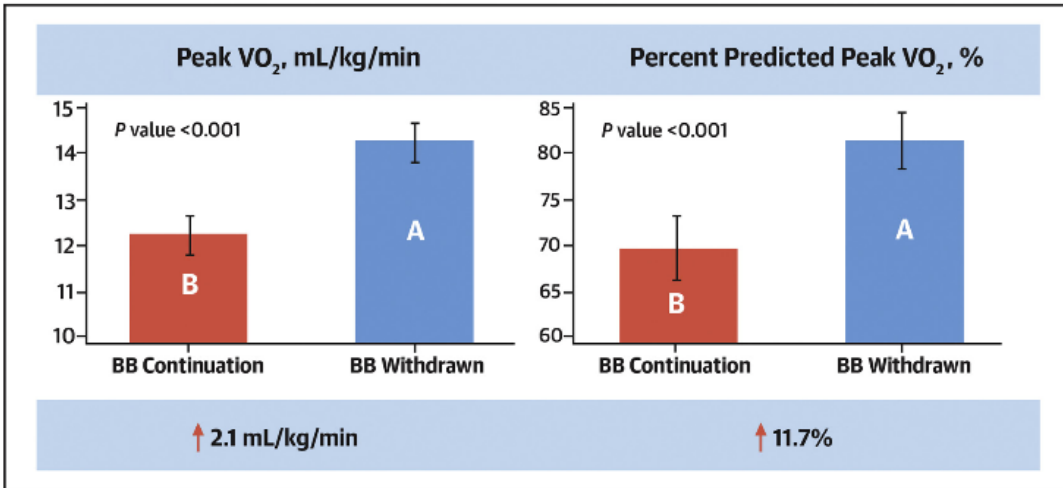 Peak VO₂, mL/kg/min
Percent Predicted Peak VO₂, %
15
14
13
12
11
10
P value <0.001
B
A
BB Continuation
BB Withdrawn
85
80
75
70
65
60
P value <0.001
B
A
BB Continuation
BB Withdrawn
↑ 2.1 mL/kg/min
↑ 11.7%